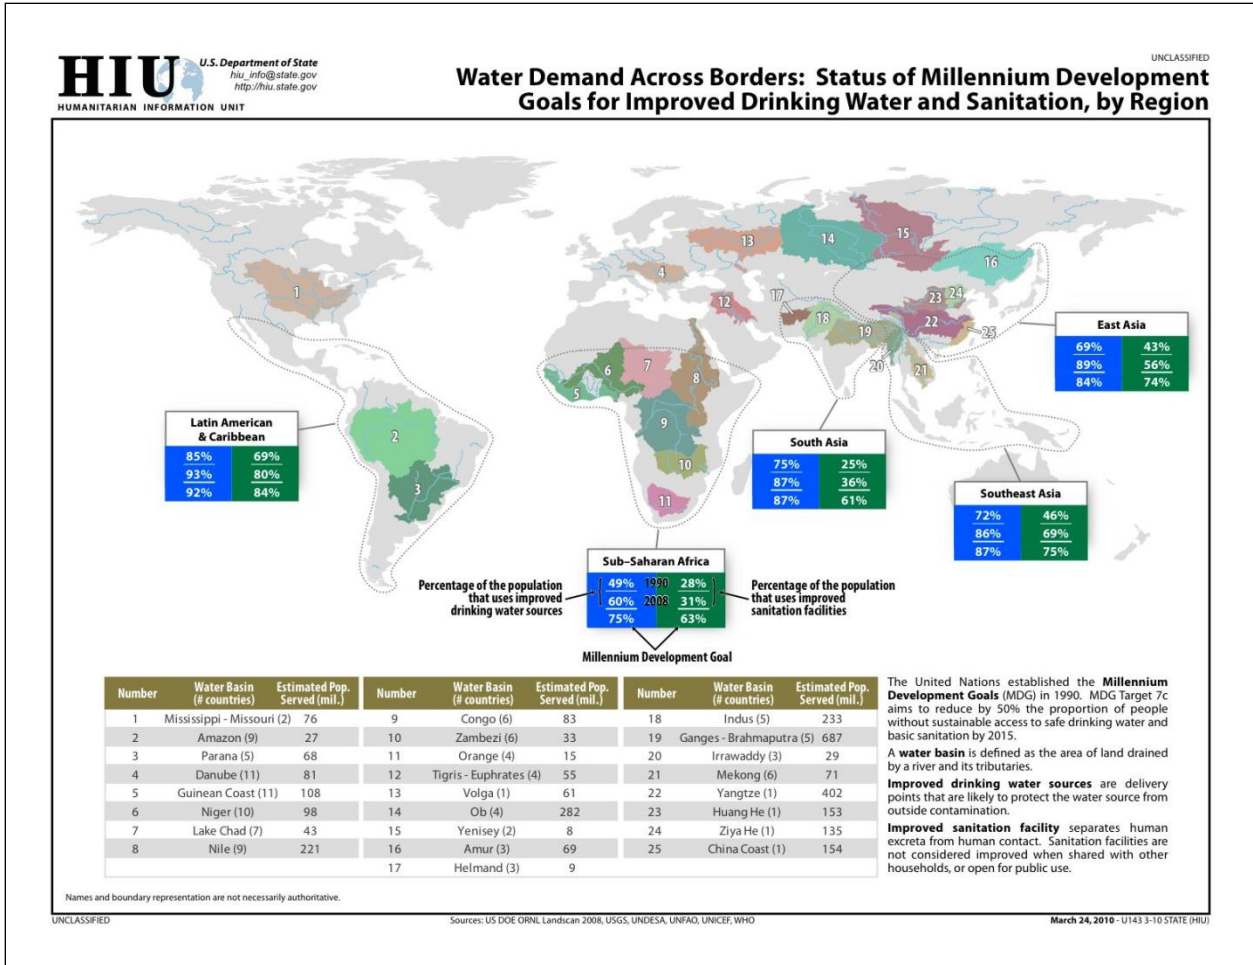 HIU
U.S. Department of State
hiu_info@state.gov
http://hiu.state.gov
HUMANITARIAN INFORMATION UNIT
UNCLASSIFIED
Water Demand Across Borders: Status of Millennium Development
Goals for Improved Drinking Water and Sanitation, by Region
1
2
3
4
5
6
7
8
9
10
11
12
13
14
15
16
17
18
19
20
21
22
23
24
25
East Asia
69% 43%
89% 56%
84% 74%
Latin American
& Caribbean
85% 69%
93% 80%
92% 84%
South Asia
75% 25%
87% 36%
87% 61%
Southeast Asia
72% 46%
86% 69%
87% 75%
Sub-Saharan Africa
49% 1990 28%
60% 2008 31%
75% 63%
Percentage of the population
that uses improved
drinking water sources
Percentage of the population
that uses improved
sanitation facilities
Millennium Development Goal
Number Water Basin (# countries) Estimated Pop. Served (mil.)
1 Mississippi - Missouri (2) 76
2 Amazon (9) 27
3 Parana (5) 68
4 Danube (11) 81
5 Guinean Coast (11) 108
6 Niger (10) 98
7 Lake Chad (7) 43
8 Nile (9) 221
Number Water Basin (# countries) Estimated Pop. Served (mil.)
9 Congo (6) 83
10 Zambezi (6) 33
11 Orange (4) 15
12 Tigris - Euphrates (4) 55
13 Volga (1) 61
14 Ob (4) 282
15 Yenisey (2) 8
16 Amur (3) 69
17 Helmand (3) 9
Number Water Basin (# countries) Estimated Pop. Served (mil.)
18 Indus (5) 233
19 Ganges - Brahmaputra (5) 687
20 Irrawaddy (3) 29
21 Mekong (6) 71
22 Yangtze (1) 402
23 Huang He (1) 153
24 Ziya He (1) 135
25 China Coast (1) 154
The United Nations established the Millennium
Development Goals (MDG) in 1990. MDG Target 7c
aims to reduce by 50% the proportion of people
without sustainable access to safe drinking water and
basic sanitation by 2015.
A water basin is defined as the area of land drained
by a river and its tributaries.
Improved drinking water sources are delivery
points that are likely to protect the water source from
outside contamination.
Improved sanitation facility separates human
excreta from human contact. Sanitation facilities are
not considered improved when shared with other
households, or open for public use.
Names and boundary representation are not necessarily authoritative.
UNCLASSIFIED
Sources: US DOE ORNL Landscan 2008, USGS, UNDESA, UNFAO, UNICEF, WHO
March 24, 2010 - U143 3-10 STATE (HIU)